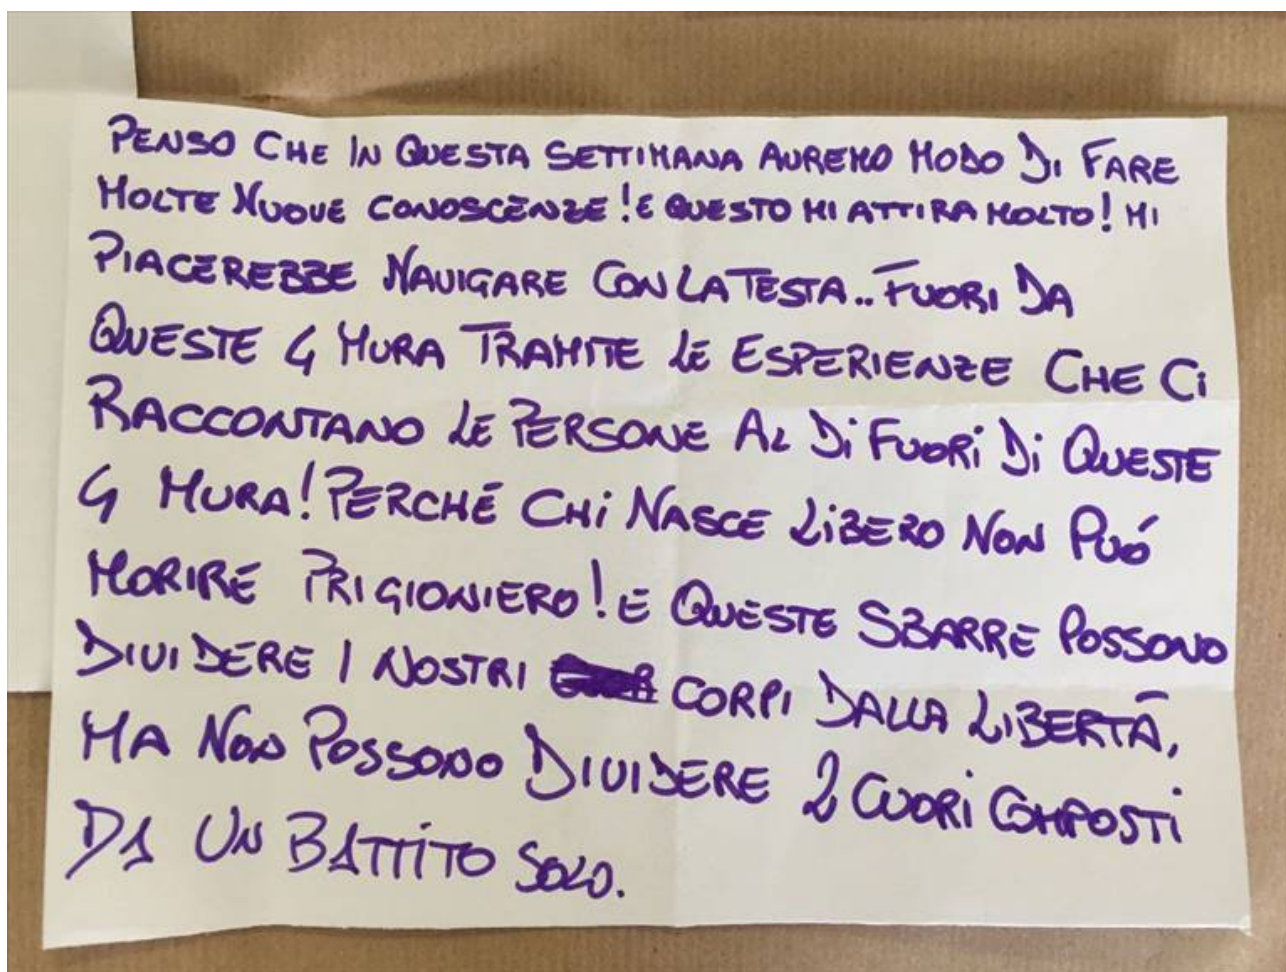 PENSO CHE IN QUESTA SETTIMANA AVREMO MODO DI FARE
MOLTE NUOVE CONOSCENZE! E QUESTO MI ATTIRA MOLTO! MI
PIACEREBBE NAVIGARE CON LA TESTA.. FUORI DA
QUESTE 4 MURA TRAMITE LE ESPERIENZE CHE CI
RACCONTANO LE PERSONE AL DI FUORI DI QUESTE
4 MURA! PERCHÉ CHI NASCE LIBERO NON PUÓ
MORIRE PRIGIONIERO! E QUESTE SBARRE POSSONO
DIVIDERE I NOSTRI CORPI DALLA LIBERTÀ,
MA NON POSSONO DIVIDERE 2 CUORI COMPOSTI
DA UN BATTITO SOLO.